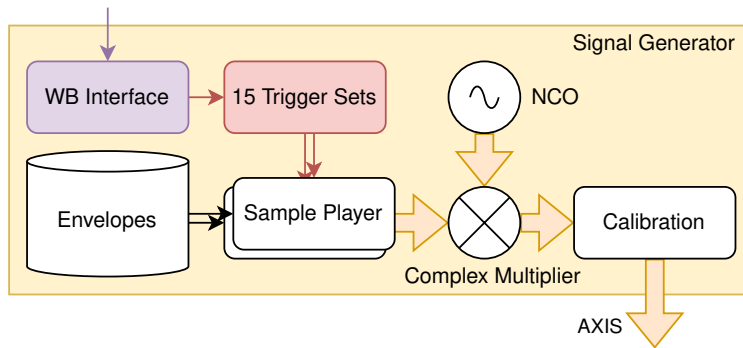 Signal Generator
WB Interface
15 Trigger Sets
NCO
Envelopes
Sample Player
Calibration
Complex Multiplier
AXIS